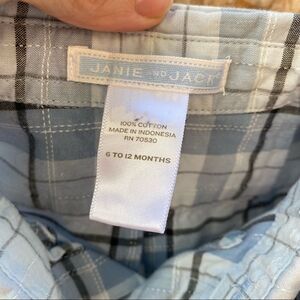 JANIE AND JACK
100% COTTON
MADE IN INDONESIA
RN 70530
6 TO 12 MONTHS